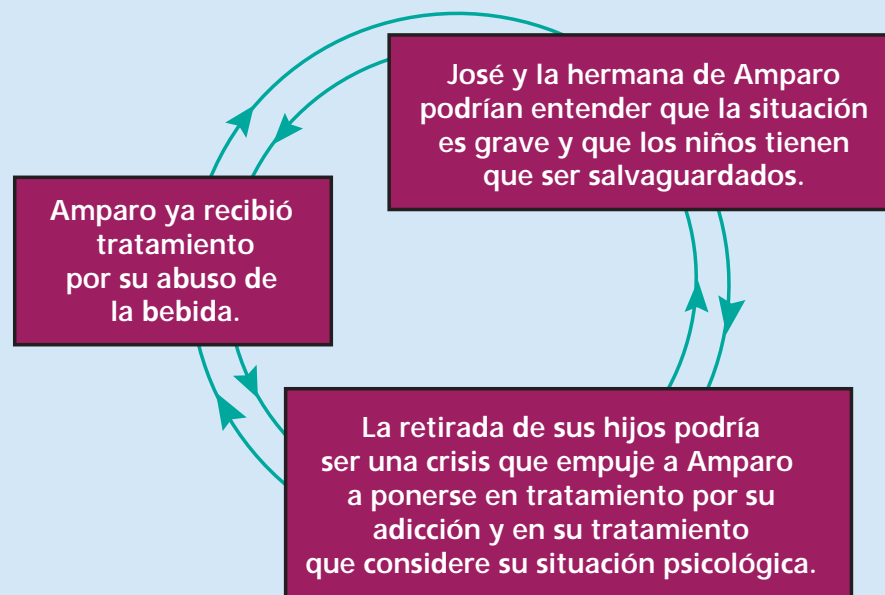 José y la hermana de Amparo
podrían entender que la situación
es grave y que los niños tienen
que ser salvaguardados.
Amparo ya recibió
tratamiento
por su abuso de
la bebida.
La retirada de sus hijos podría
ser una crisis que empuje a Amparo
a ponerse en tratamiento por su
adicción y en su tratamiento
que considere su situación psicológica.